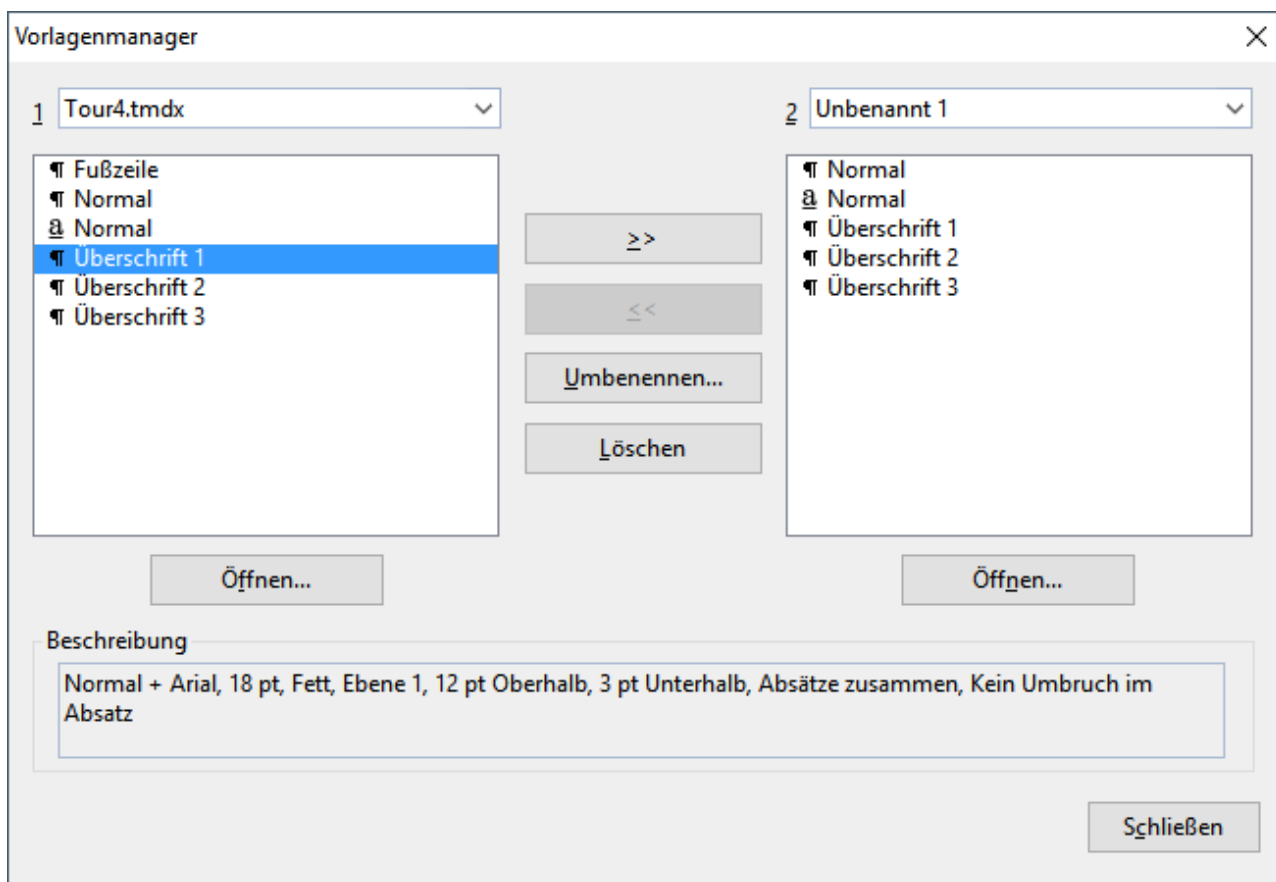 Vorlagenmanager
1 Tour4.tmdx
2 Unbenannt 1
¶ Fußzeile
¶ Normal
a Normal
¶ Überschrift 1
¶ Überschrift 2
¶ Überschrift 3
>>
<<
Umbenennen...
Löschen
¶ Normal
a Normal
¶ Überschrift 1
¶ Überschrift 2
¶ Überschrift 3
Öffnen...
Öffnen...
Beschreibung
Normal + Arial, 18 pt, Fett, Ebene 1, 12 pt Oberhalb, 3 pt Unterhalb, Absätze zusammen, Kein Umbruch im
Absatz
Schließen